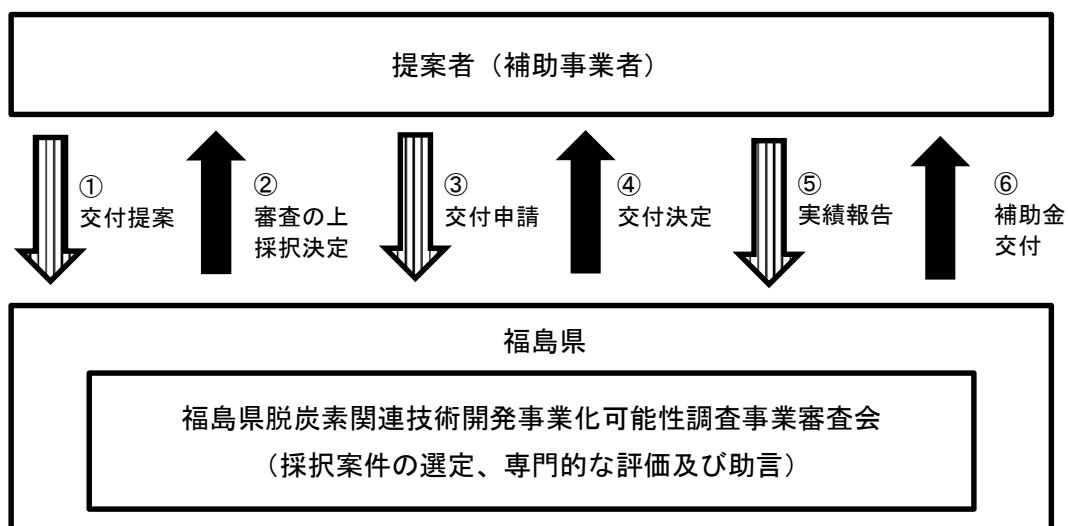 提案者（補助事業者）
①
交付提案
②
審査の上
採択決定
③
交付申請
④
交付決定
⑤
実績報告
⑥
補助金
交付
福島県
福島県脱炭素関連技術開発事業化可能性調査事業審査会
（採択案件の選定、専門的な評価及び助言）